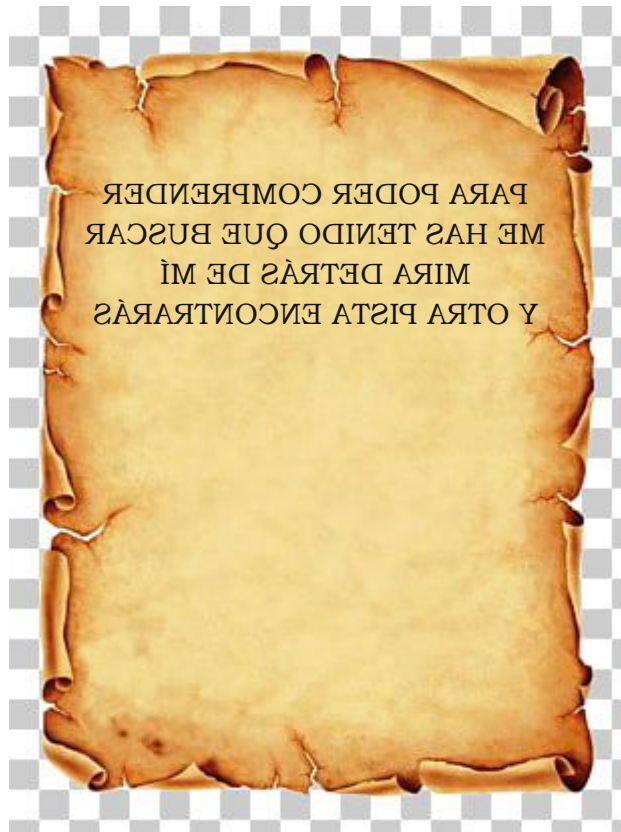 PARA PODER COMPRENDER
ME HAS TENIDO QUE BUSCAR
MIRA DETRÁS DE MÍ
Y OTRA PISTA ENCONTRARÁS